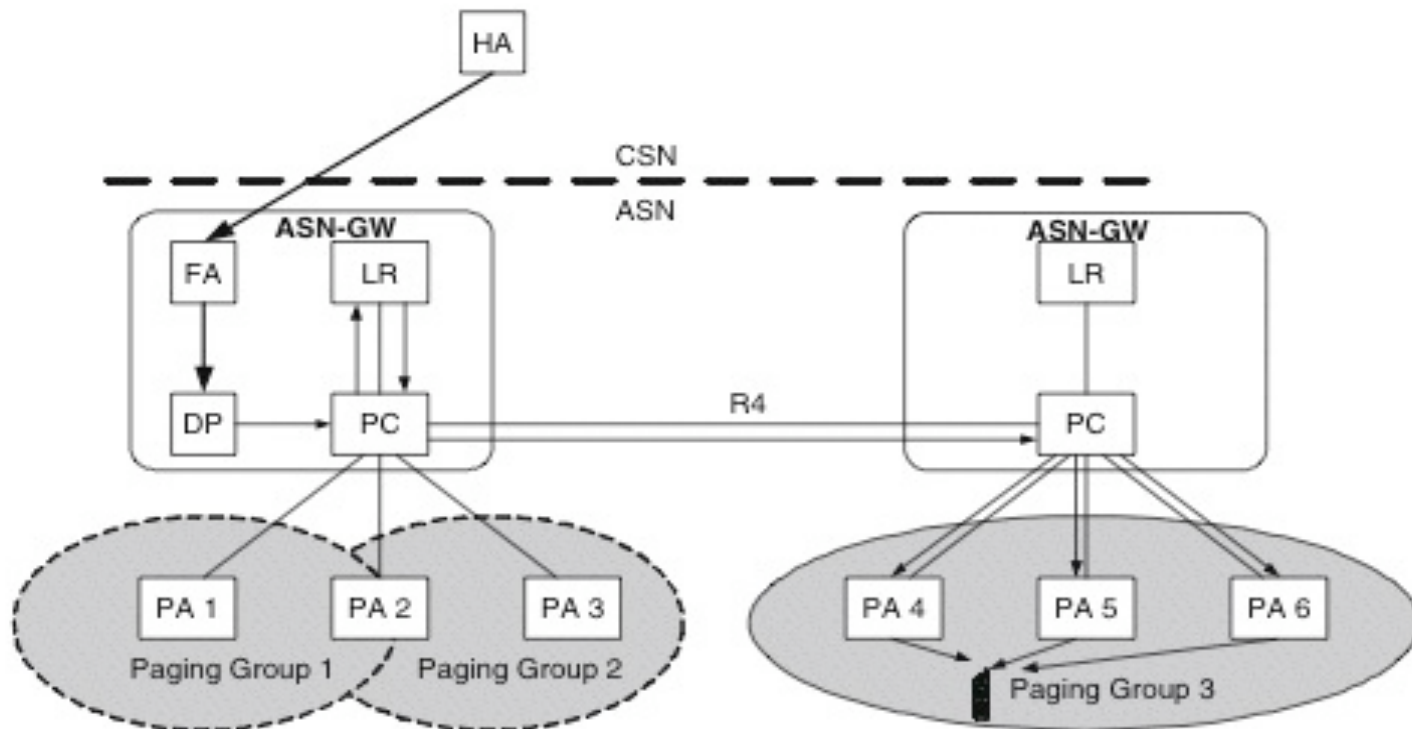 HA
CSN
ASN
ASN-GW
FA
LR
DP
PC
R4
ASN-GW
LR
PC
PA 1
PA 2
PA 3
Paging Group 1
Paging Group 2
PA 4
PA 5
PA 6
Paging Group 3